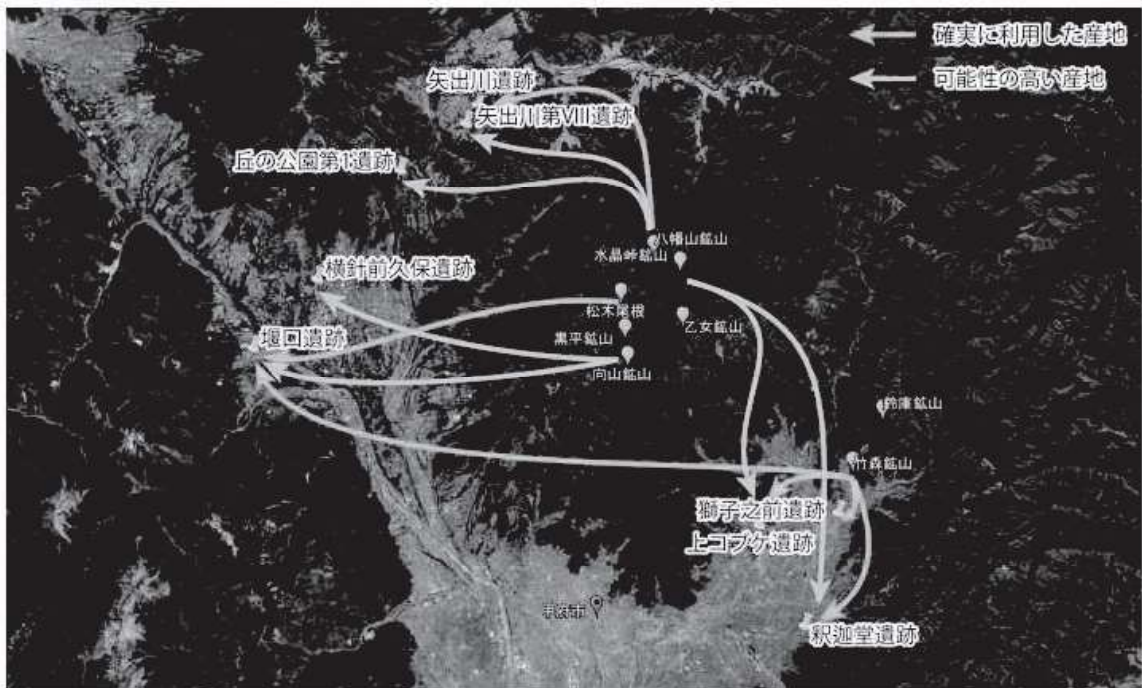 確実に利用した産地
可能性の高い産地
矢出川遺跡
矢出川第VIII遺跡
丘の公園第1遺跡
八幡山鉱山
水晶峠鉱山
横針前久保遺跡
松木尾根
乙女鉱山
堰口遺跡
黒平鉱山
向山鉱山
鈴庫鉱山
竹森鉱山
獅子之前遺跡
上コブケ遺跡
甲府市
釈迦堂遺跡